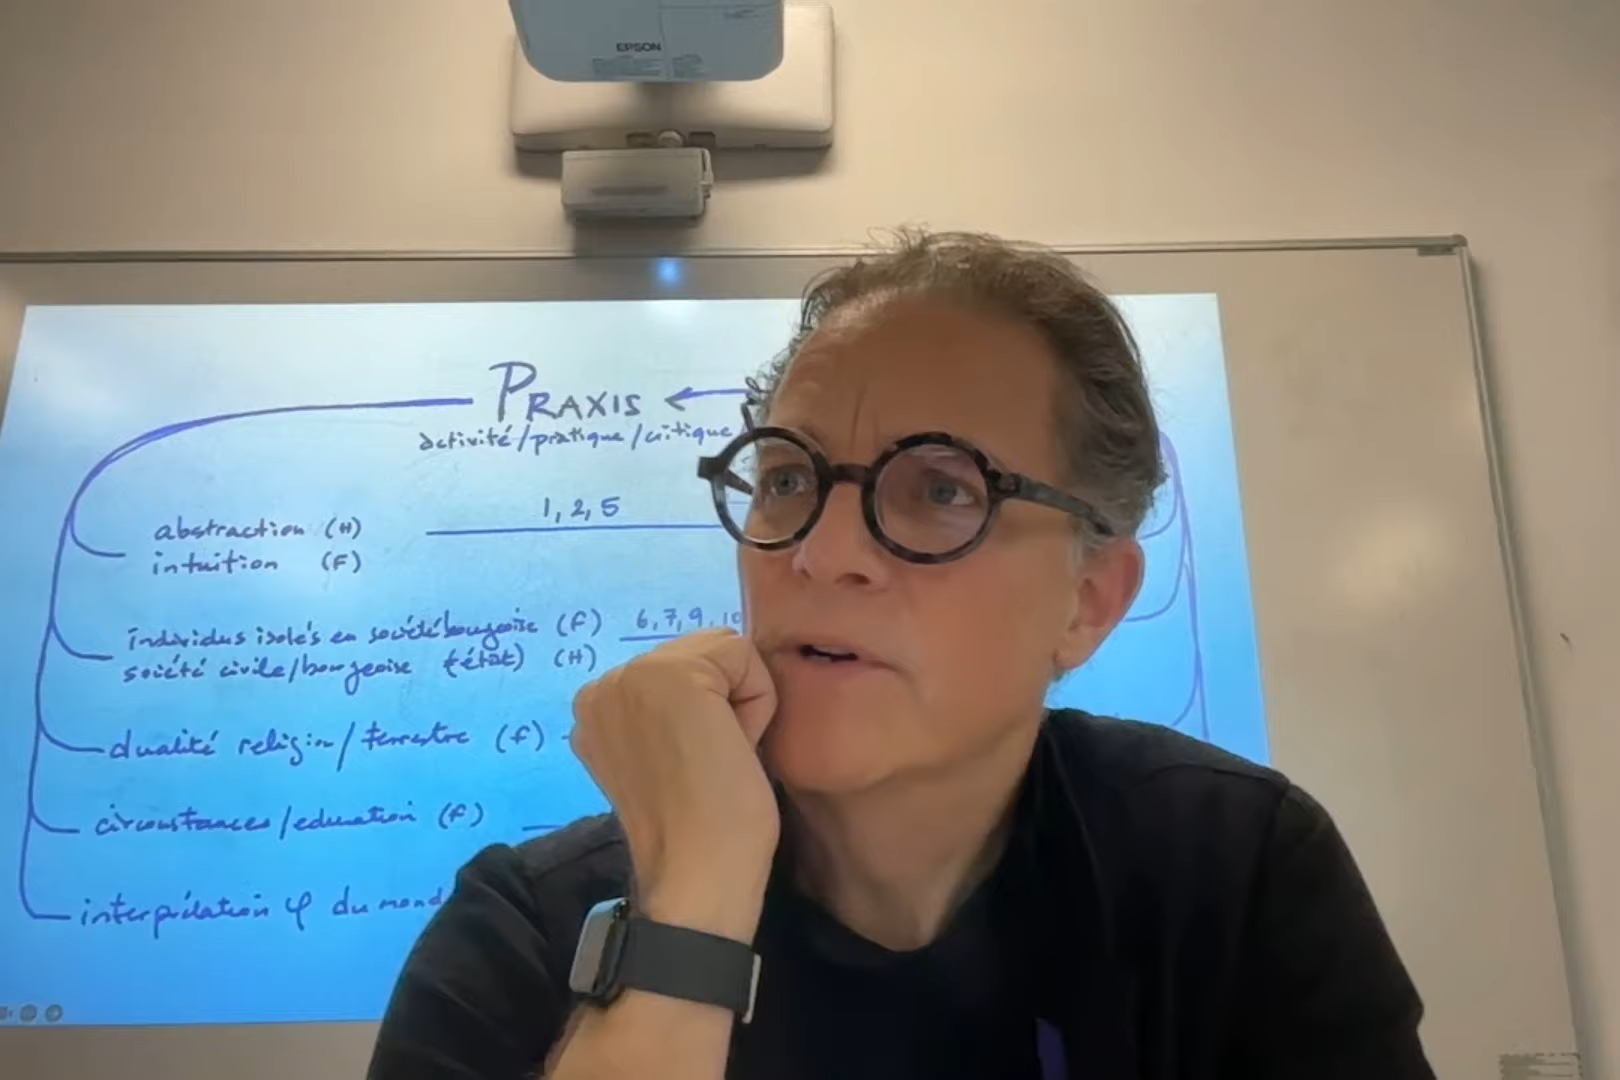 EPSON
PRAXIS ←
activité/pratique/critique
1, 2, 5
abstraction (H)
intuition (F)
individus isolés en société bourgeoise (F) 6, 7, 9, 10
société civile/bourgeoise (état) (H)
dualité religion/terrestre (F)
circonstances/education (F)
interprétation φ du mond